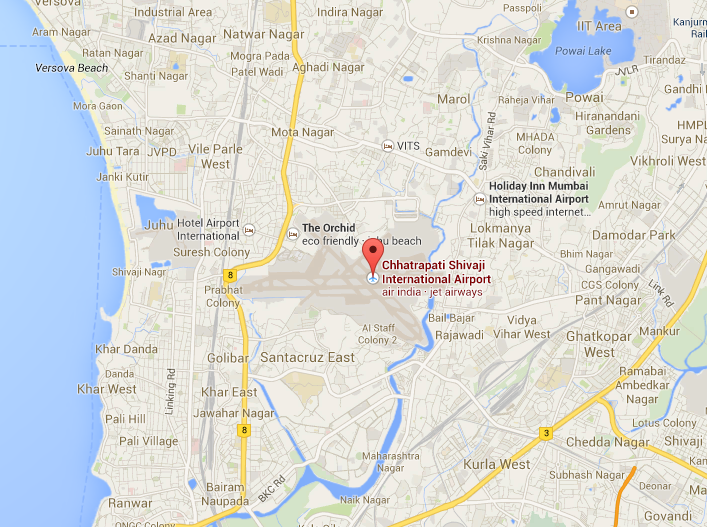 Passpoli
Industrial Area
Indira Nagar
IIT Area
Kanjurn
Rail
Aram Nagar
Azad Nagar
Natwar Nagar
Krishna Nagar
Powai Lake
Ratan Nagar
Mogra Pada
Tirandaz
Versova Beach
Shanti Nagar
Patel Wadi
Aghadi Nagar
JVLR
Mora Gaon
Marol
Raheja Vihar
Powai
Gandhi
Sainath Nagar
Mota Nagar
Hiranandani
Gardens
HMPL
Surya Na
Juhu Tara
JVPD
Vile Parle
West
VITS
Gamdevi
Saki Vihar Rd
MHADA
Colony
Vikhroli West
Janki Kutir
Chandivali
Holiday Inn Mumbai
International Airport
high speed internet...
Amrut Nagar
Juhu
Hotel Airport
International
The Orchid
eco friendly · juhu beach
Lokmanya
Tilak Nagar
Damodar Park
Suresh Colony
Bhim Nagar
Shivaji Nagr
8
Chhatrapati Shivaji
International Airport
air india · jet airways
Gangawadi
CGS Colony
Link Rd
Prabhat
Colony
Pant Nagar
Bail Bajar
Vidya
Vihar West
Al Staff
Colony 2
Rajawadi
Ghatkopar
West
Mankur
Khar Danda
Golibar
Santacruz East
Danda
Ramabai
Ambedkar
Nagar
Khar West
Linking Rd
Khar East
Pali Hill
Jawahar Nagar
Lotus Colony
8
3
Pali Village
Chedda Nagar
Shivaji
Maharashtra
Nagar
Kurla West
Subhash Nagar
Bairam
Naupada
BKC Rd
Deonar
Ranwar
Naik Nagar
Govandi
ONGC Colony